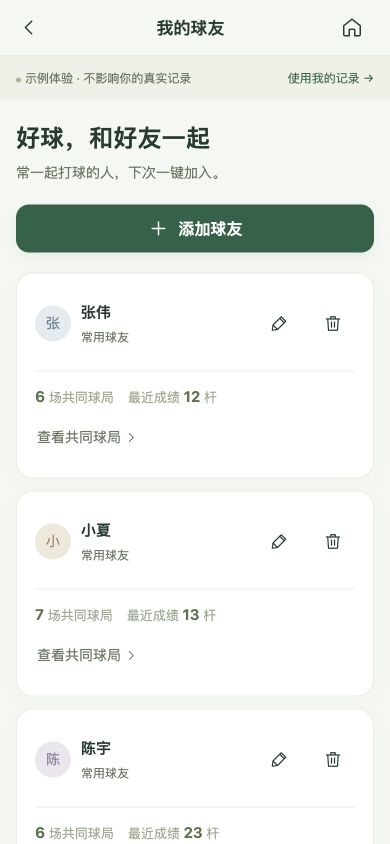 我的球友
示例体验 · 不影响你的真实记录 使用我的记录 →
好球，和好友一起
常一起打球的人，下次一键加入。
＋ 添加球友
张 张伟
常用球友
6 场共同球局 最近成绩 12 杆
查看共同球局 >
小 小夏
常用球友
7 场共同球局 最近成绩 13 杆
查看共同球局 >
陈 陈宇
常用球友
6 场共同球局 最近成绩 23 杆